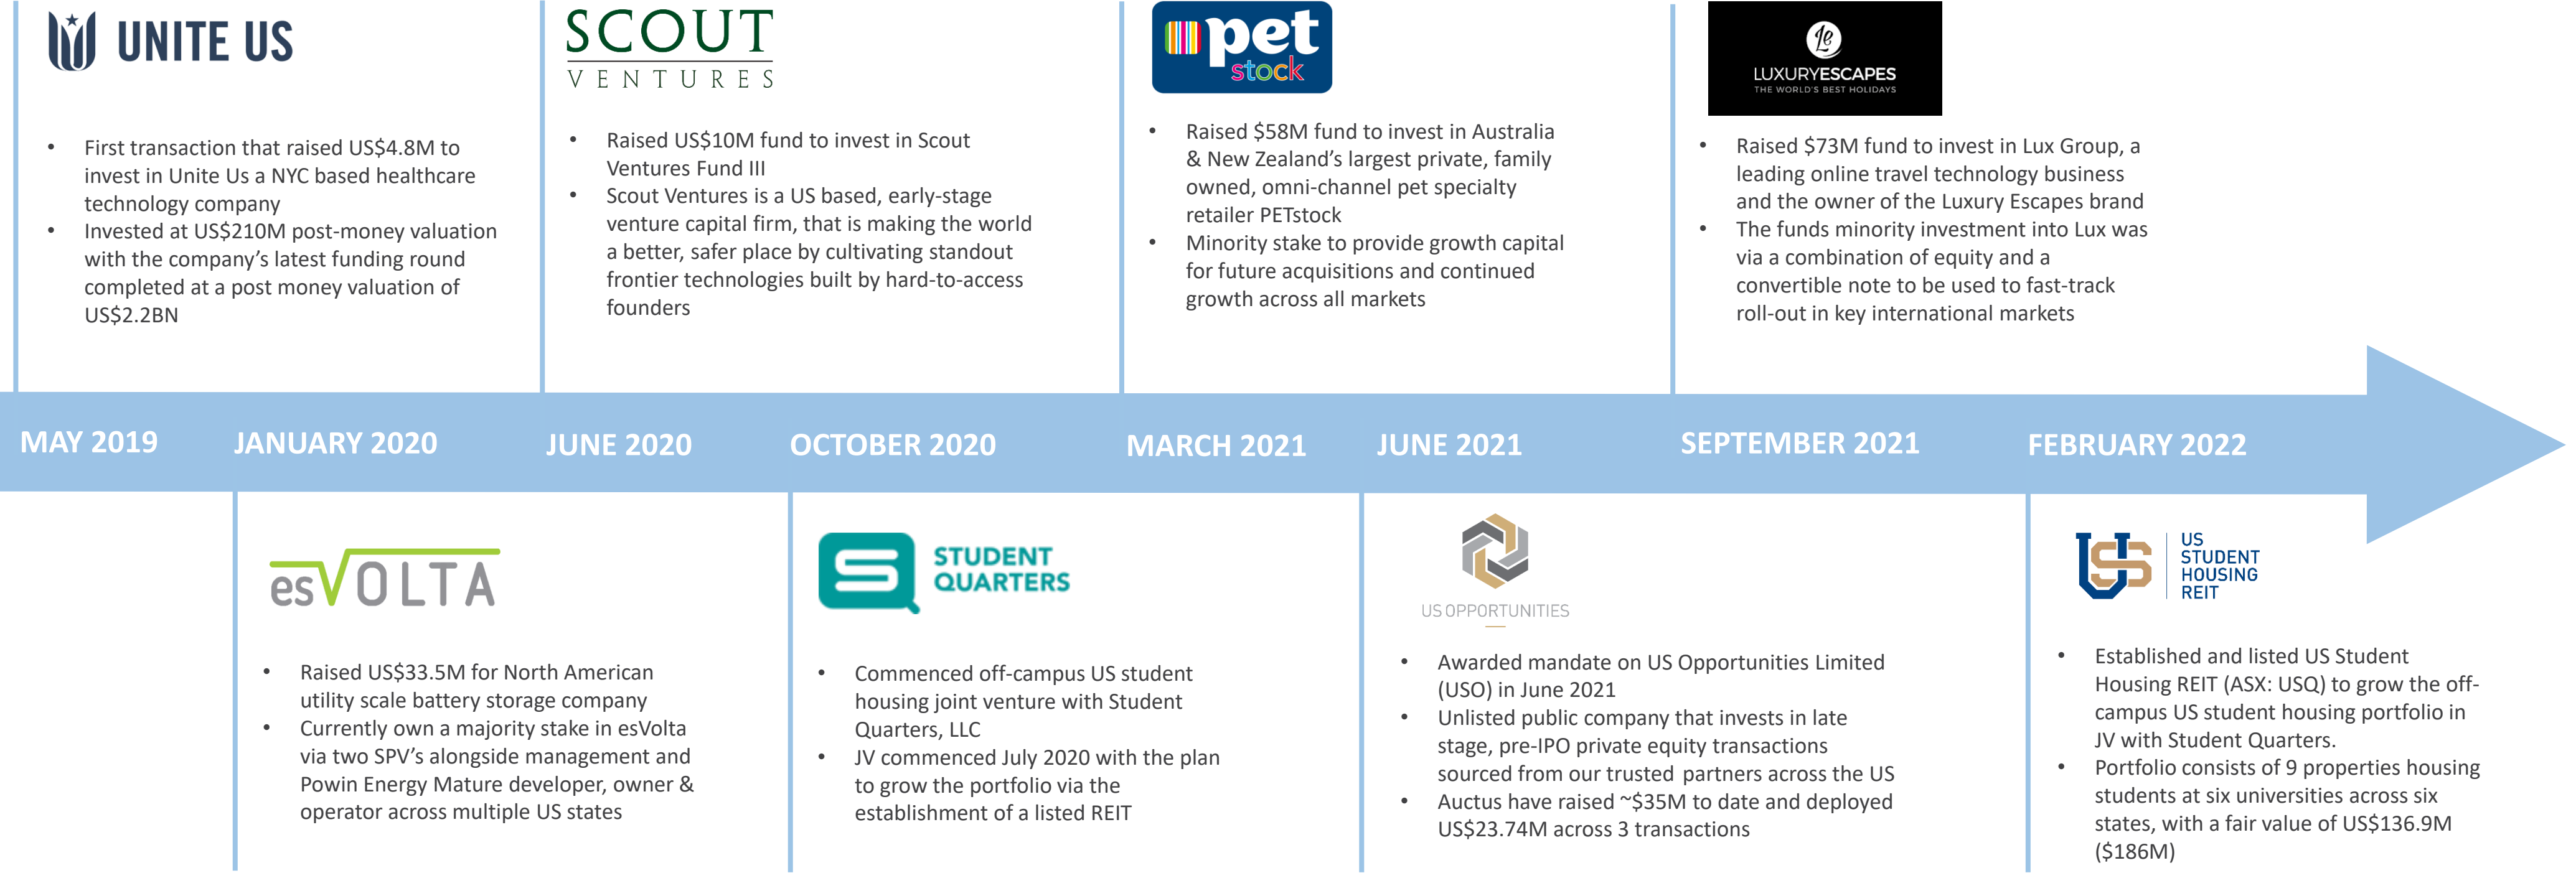 UNITE US
• First transaction that raised US$4.8M to
invest in Unite Us a NYC based healthcare
technology company
• Invested at US$210M post-money valuation
with the company's latest funding round
completed at a post money valuation of
US$2.2BN
SCOUT
VENTURES
• Raised US$10M fund to invest in Scout
Ventures Fund III
• Scout Ventures is a US based, early-stage
venture capital firm, that is making the world
a better, safer place by cultivating standout
frontier technologies built by hard-to-access
founders
pet
stock
• Raised $58M fund to invest in Australia
& New Zealand's largest private, family
owned, omni-channel pet specialty
retailer PETstock
• Minority stake to provide growth capital
for future acquisitions and continued
growth across all markets
le
LUXURYESCAPES
THE WORLD'S BEST HOLIDAYS
• Raised $73M fund to invest in Lux Group, a
leading online travel technology business
and the owner of the Luxury Escapes brand
• The funds minority investment into Lux was
via a combination of equity and a
convertible note to be used to fast-track
roll-out in key international markets
MAY 2019
JANUARY 2020
JUNE 2020
OCTOBER 2020
MARCH 2021
JUNE 2021
SEPTEMBER 2021
FEBRUARY 2022
esVOLTA
• Raised US$33.5M for North American
utility scale battery storage company
• Currently own a majority stake in esVolta
via two SPV's alongside management and
Powin Energy Mature developer, owner &
operator across multiple US states
STUDENT
QUARTERS
• Commenced off-campus US student
housing joint venture with Student
Quarters, LLC
• JV commenced July 2020 with the plan
to grow the portfolio via the
establishment of a listed REIT
US OPPORTUNITIES
• Awarded mandate on US Opportunities Limited
(USO) in June 2021
• Unlisted public company that invests in late
stage, pre-IPO private equity transactions
sourced from our trusted partners across the US
• Auctus have raised ~$35M to date and deployed
US$23.74M across 3 transactions
US
US
STUDENT
HOUSING
REIT
• Established and listed US Student
Housing REIT (ASX: USQ) to grow the off-
campus US student housing portfolio in
JV with Student Quarters.
• Portfolio consists of 9 properties housing
students at six universities across six
states, with a fair value of US$136.9M
($186M)